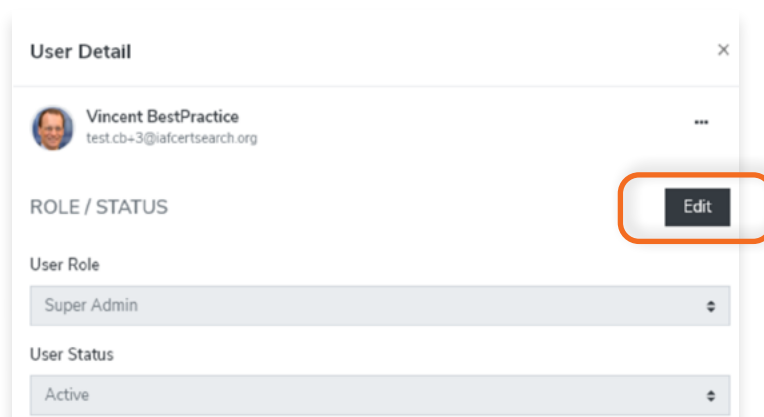 User Detail
×
Vincent BestPractice
test.cb+3@iafcertsearch.org
...
ROLE / STATUS
Edit
User Role
Super Admin
User Status
Active